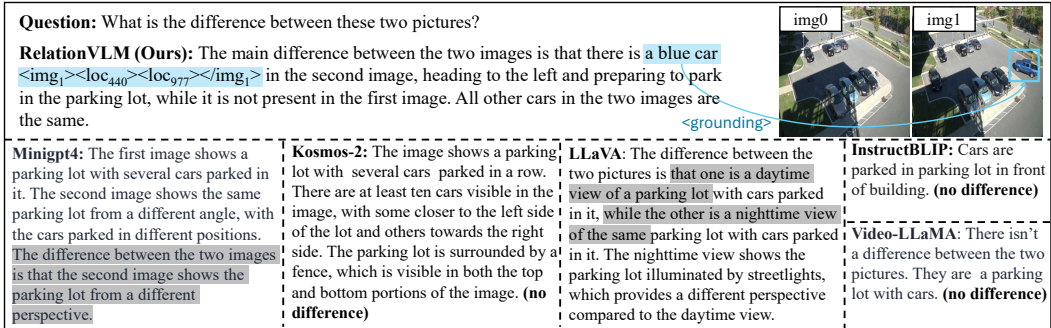 Question: What is the difference between these two pictures?
RelationVLM (Ours): The main difference between the two images is that there is a blue car
<img₁><loc₄₄₀><loc₉₇₇></img₁> in the second image, heading to the left and preparing to park
in the parking lot, while it is not present in the first image. All other cars in the two images are
the same.
img0
img1
<grounding>
Minigpt4: The first image shows a
parking lot with several cars parked in
it. The second image shows the same
parking lot from a different angle, with
the cars parked in different positions.
The difference between the two images
is that the second image shows the
parking lot from a different
perspective.
Kosmos-2: The image shows a parking
lot with several cars parked in a row.
There are at least ten cars visible in the
image, with some closer to the left side
of the lot and others towards the right
side. The parking lot is surrounded by a
fence, which is visible in both the top
and bottom portions of the image. (no
difference)
LLaVA: The difference between the
two pictures is that one is a daytime
view of a parking lot with cars parked
in it, while the other is a nighttime view
of the same parking lot with cars parked
in it. The nighttime view shows the
parking lot illuminated by streetlights,
which provides a different perspective
compared to the daytime view.
InstructBLIP: Cars are
parked in parking lot in front
of building. (no difference)
Video-LLaMA: There isn't
a difference between the two
pictures. They are a parking
lot with cars. (no difference)